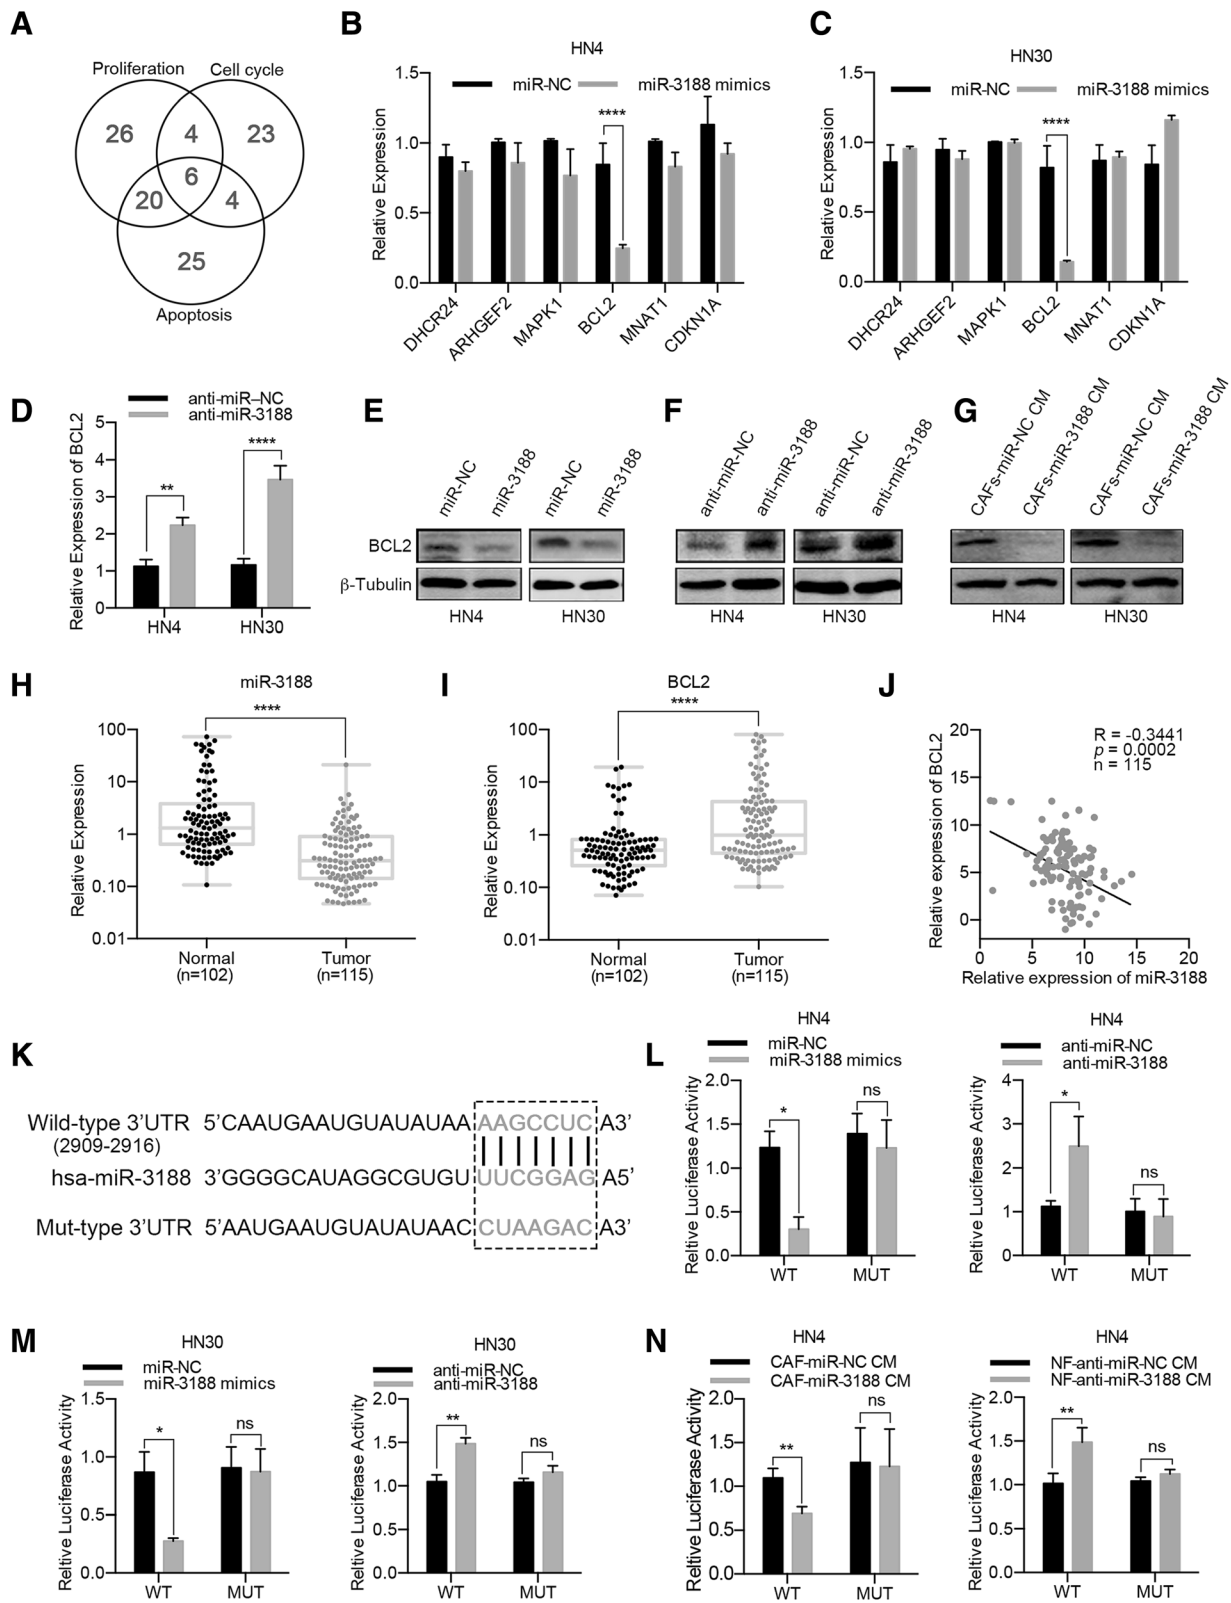 A
Proliferation Cell cycle
26 4 23
6
20 4
25
Apoptosis
B
HN4
miR-NC miR-3188 mimics
Relative Expression
1.5
1.0
0.5
0.0
****
DHCR24 ARHGEF2 MAPK1 BCL2 MNAT1 CDKN1A
C
HN30
miR-NC miR-3188 mimics
Relative Expression
1.5
1.0
0.5
0.0
****
DHCR24 ARHGEF2 MAPK1 BCL2 MNAT1 CDKN1A
D
anti-miR–NC
anti-miR-3188
Relative Expression of BCL2
5
4
3
2
1
0
** ****
HN4 HN30
E
miR-NC miR-3188 miR-NC miR-3188
BCL2
β-Tubulin
HN4 HN30
F
anti-miR-NC anti-miR-3188 anti-miR-NC anti-miR-3188
HN4 HN30
G
CAFs-miR-NC CM CAFs-miR-3188 CM CAFs-miR-NC CM CAFs-miR-3188 CM
HN4 HN30
H
miR-3188
****
Relative Expression
100
10
1
0.10
0.01
Normal Tumor
(n=102) (n=115)
I
BCL2
****
Relative Expression
100
10
1
0.10
0.01
Normal Tumor
(n=102) (n=115)
J
R = -0.3441
p = 0.0002
n = 115
Relative expression of BCL2
20
15
10
5
0
0 5 10 15 20
Relative expression of miR-3188
K
Wild-type 3’UTR 5’CAAUGAAUGUAUAUAA AAGCCUC A3’
(2909-2916)
hsa-miR-3188 3’GGGGCAUAGGCGUGU UUCGGAG A5’
Mut-type 3’UTR 5’AAUGAAUGUAUAUAAC CUAAGAC A3’
L
HN4
miR-NC
miR-3188 mimics
Reltive Luciferase Activity
2.0
1.5
1.0
0.5
0.0
* ns
WT MUT
HN4
anti-miR-NC
anti-miR-3188
Reltive Luciferase Activity
4
3
2
1
0
* ns
WT MUT
M
HN30
miR-NC
miR-3188 mimics
Reltive Luciferase Activity
1.5
1.0
0.5
0.0
* ns
WT MUT
HN30
anti-miR-NC
anti-miR-3188
Reltive Luciferase Activity
2.0
1.5
1.0
0.5
0.0
** ns
WT MUT
N
HN4
CAF-miR-NC CM
CAF-miR-3188 CM
Reltive Luciferase Activity
2.0
1.5
1.0
0.5
0.0
** ns
WT MUT
HN4
NF-anti-miR-NC CM
NF-anti-miR-3188 CM
Reltive Luciferase Activity
2.0
1.5
1.0
0.5
0.0
** ns
WT MUT